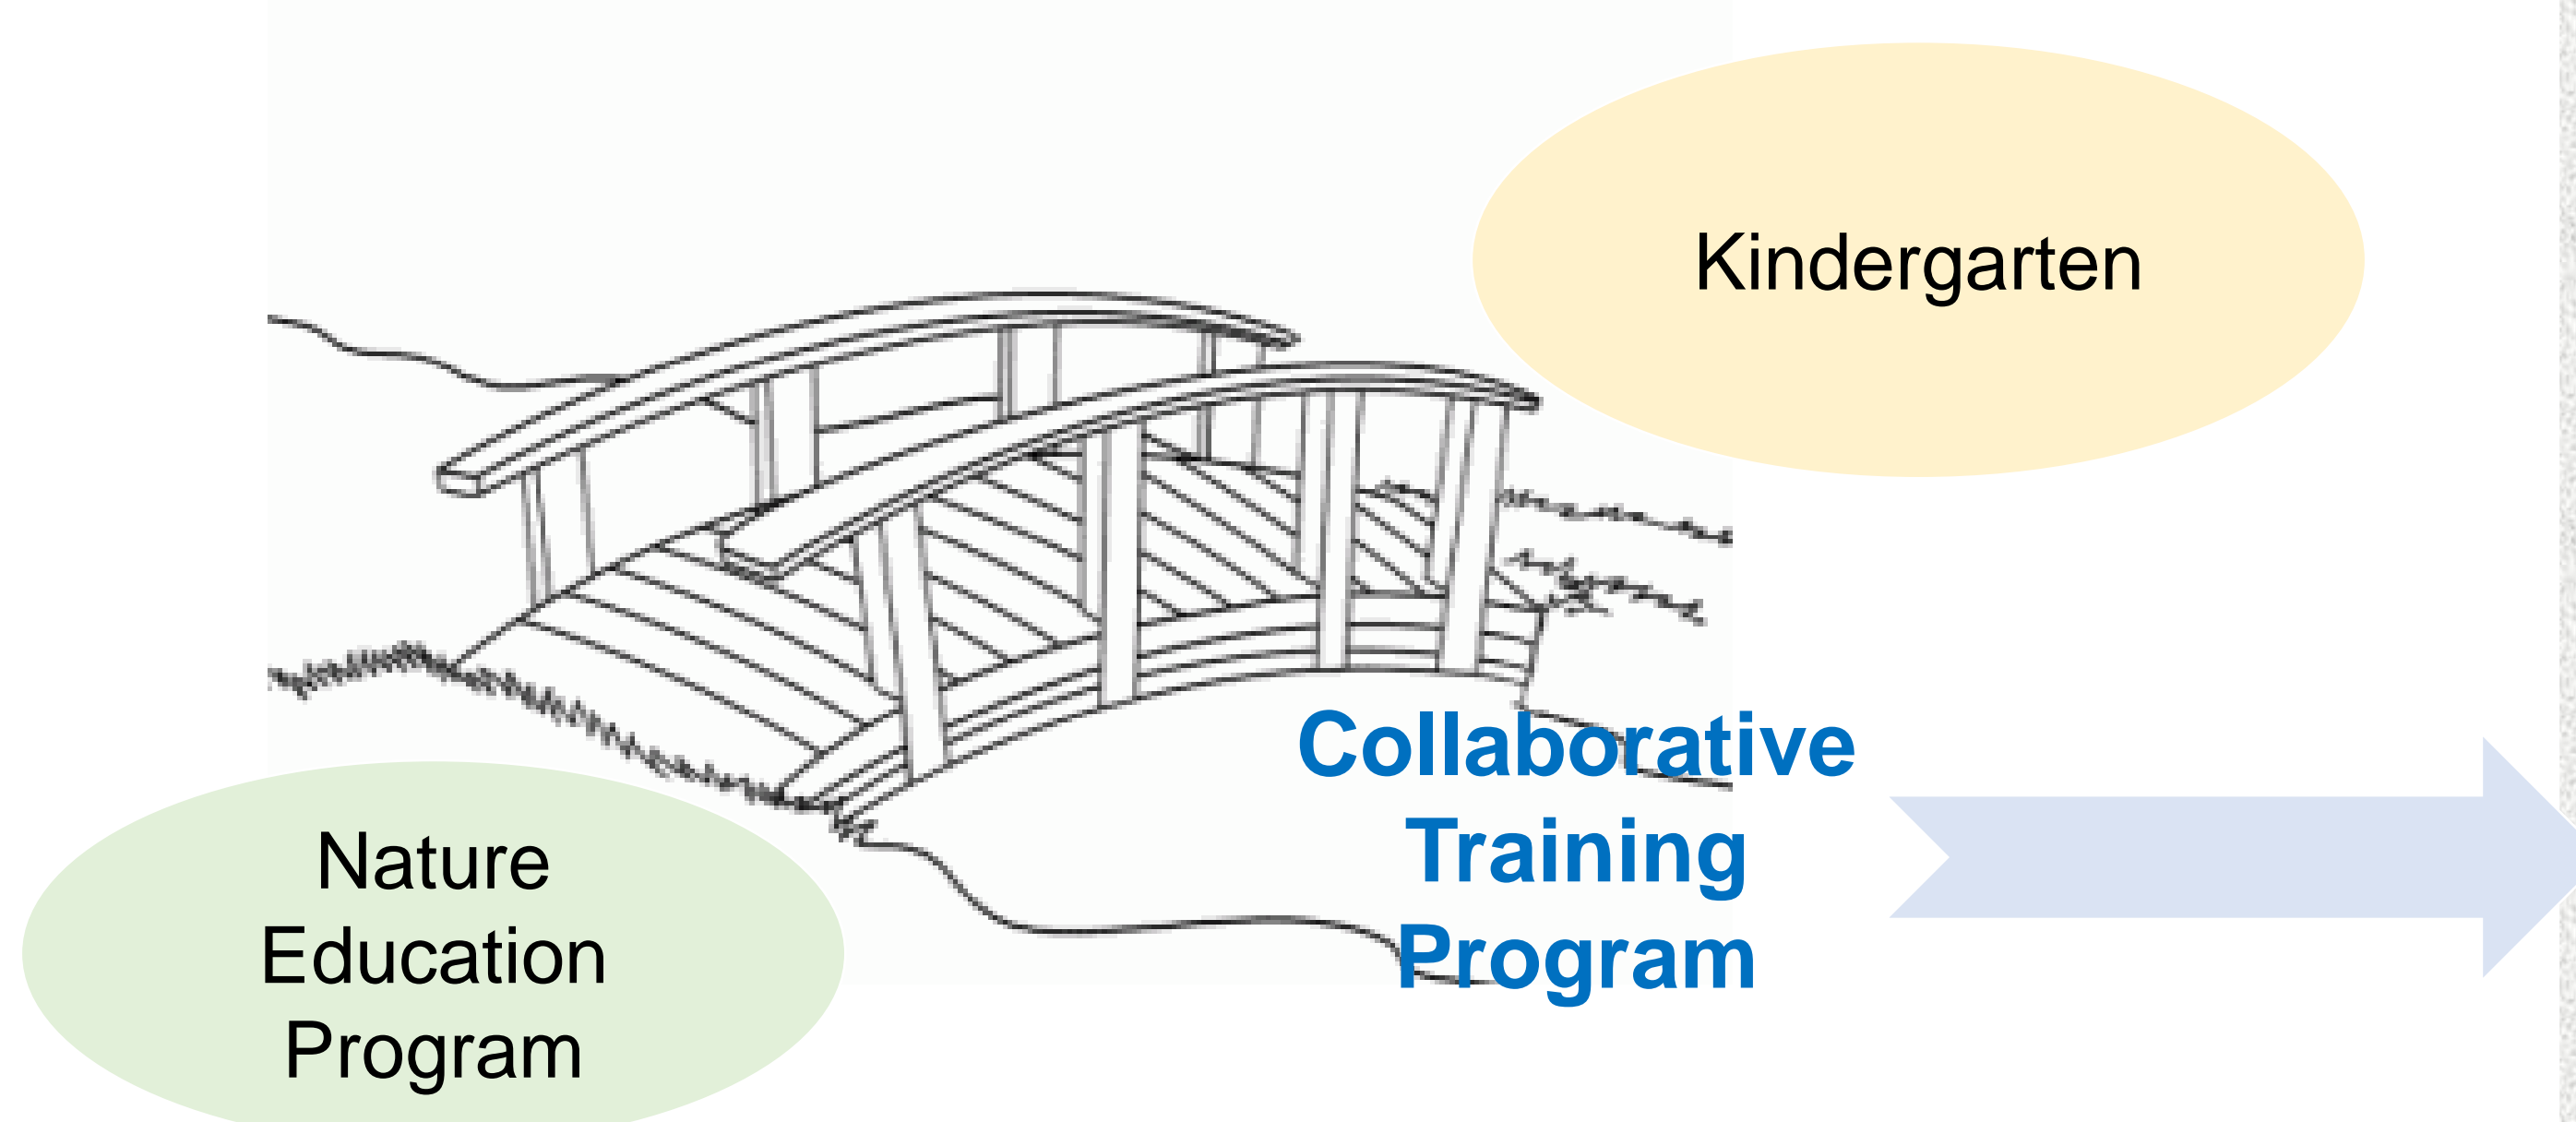 Kindergarten
Collaborative
Training
Program
Nature
Education
Program